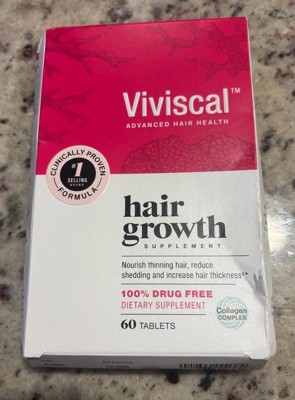 Viviscal™
ADVANCED HAIR HEALTH
CLINICALLY PROVEN
#1
SELLING
BRAND
FORMULA
hair
growth
SUPPLEMENT
Nourish thinning hair, reduce
shedding and increase hair thickness
100% DRUG FREE
DIETARY SUPPLEMENT
60 TABLETS
Collagen
COMPLEX